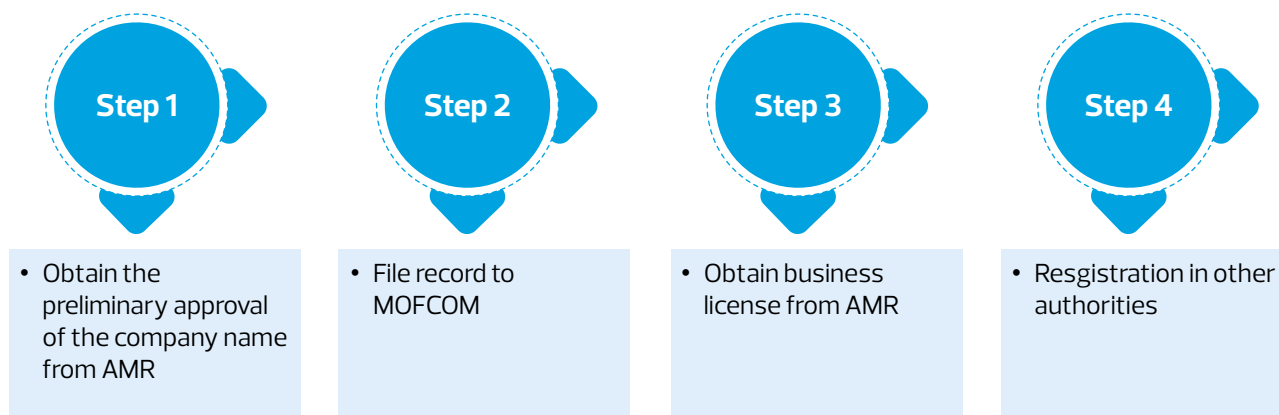 Step 1
Step 2
Step 3
Step 4
• Obtain the
preliminary approval
of the company name
from AMR
• File record to
MOFCOM
• Obtain business
license from AMR
• Resgistration in other
authorities